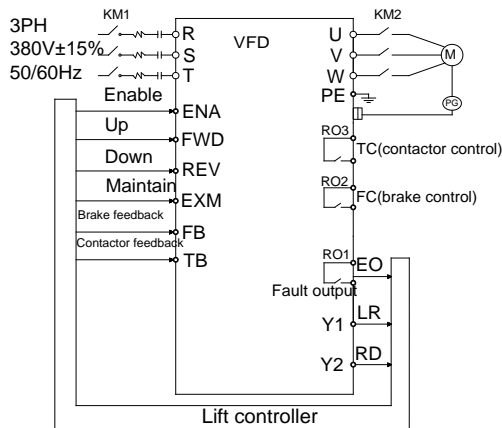 3PH
380V±15%
50/60Hz
KM1
R
S
T
VFD
U
V
W
PE
KM2
M
PG
Enable
ENA
Up
FWD
Down
REV
Maintain
EXM
Brake feedback
FB
Contactor feedback
TB
RO3
TC(contactor control)
RO2
FC(brake control)
RO1
EO
Fault output
Y1
LR
Y2
RD
Lift controller